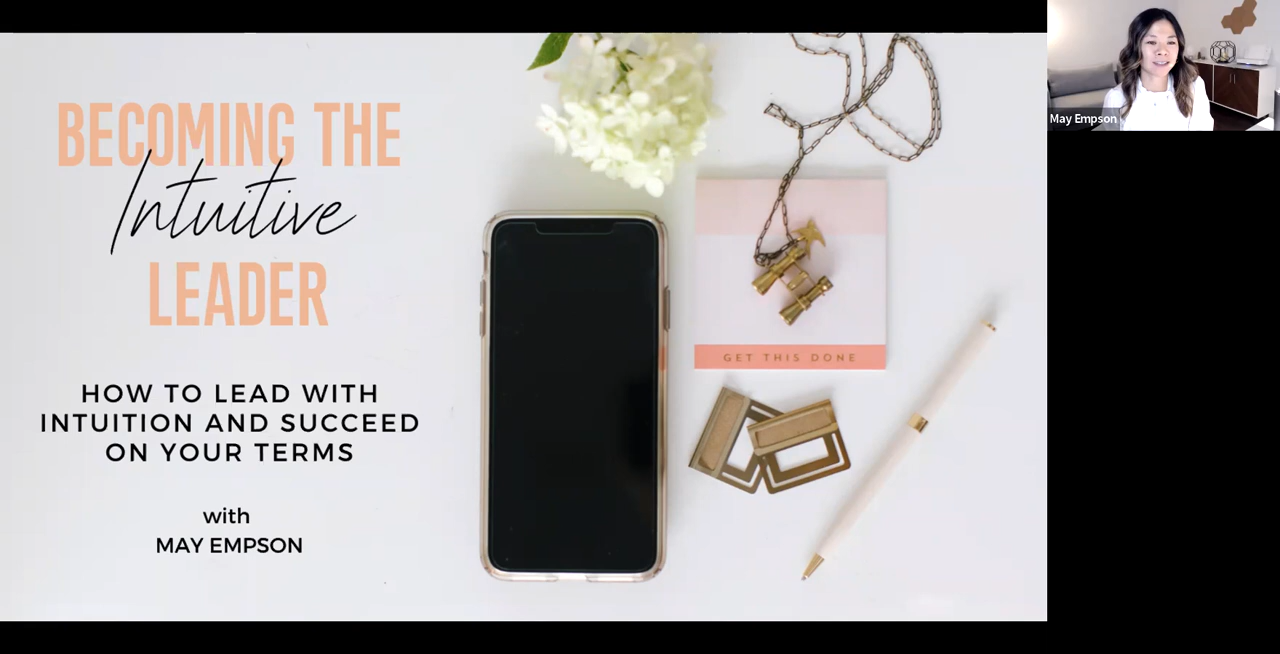 BECOMING THE
Intuitive
LEADER
HOW TO LEAD WITH
INTUITION AND SUCCEED
ON YOUR TERMS
with
MAY EMPSON
GET THIS DONE
May Empson